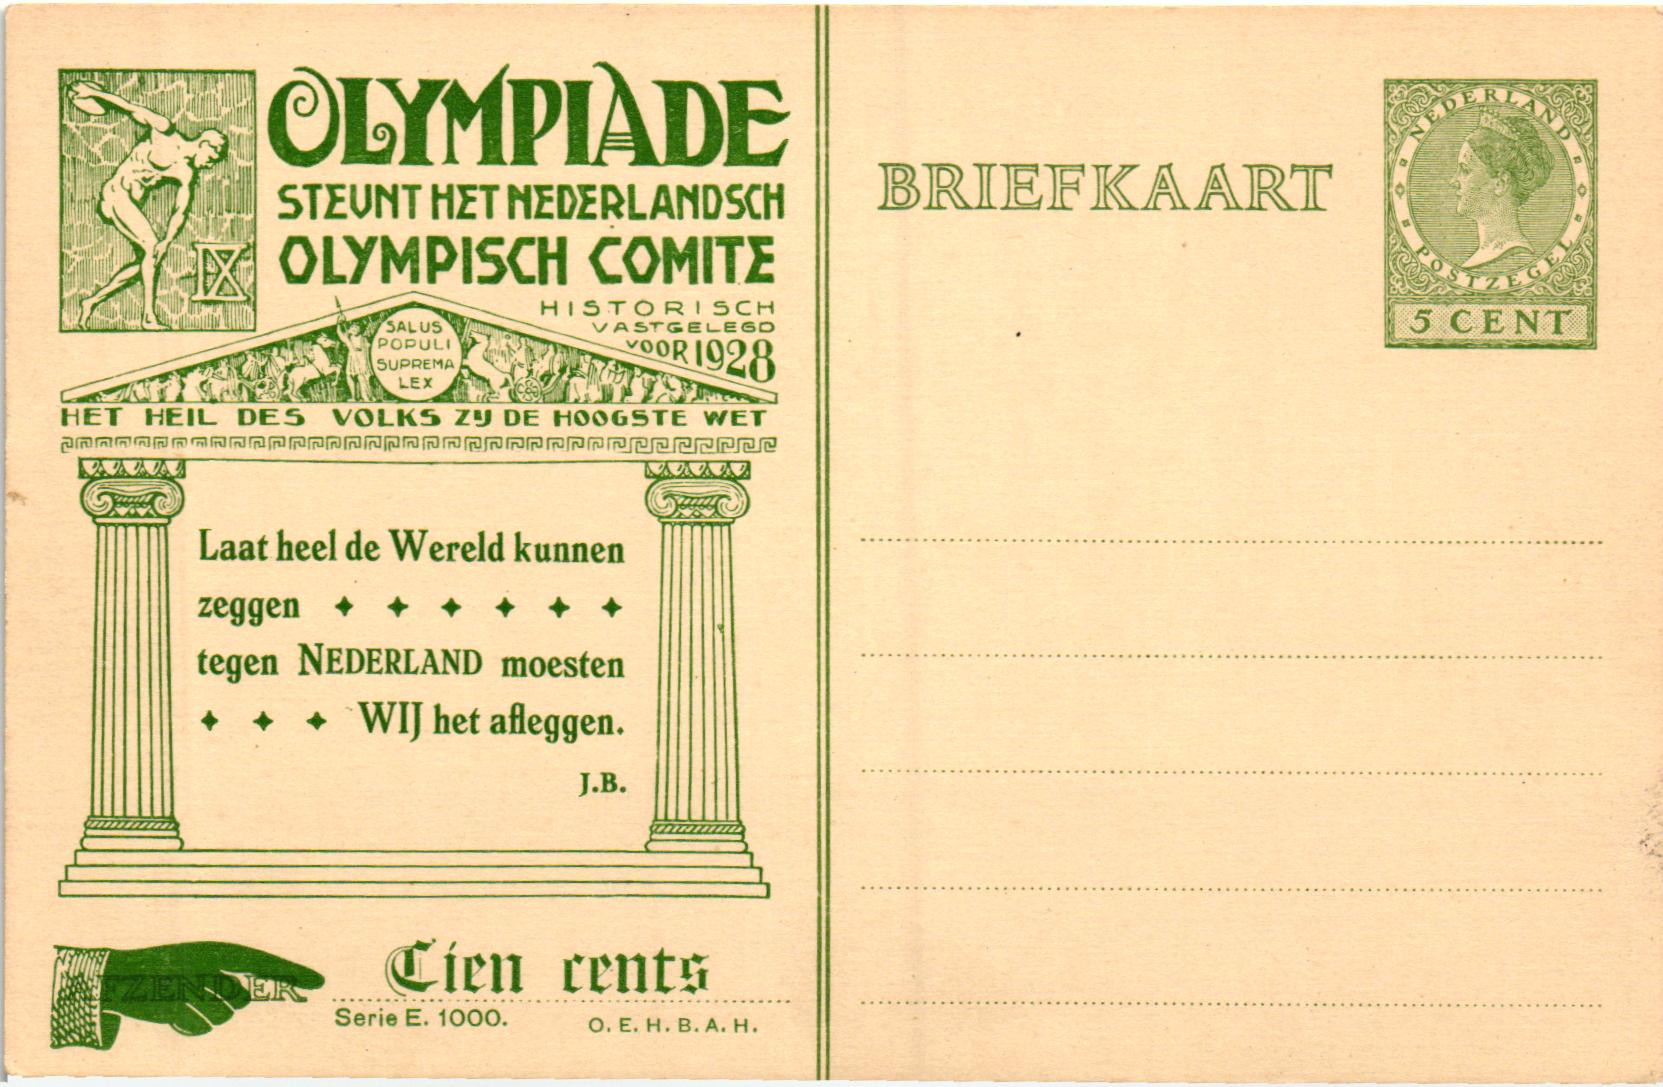 OLYMPIADE
STEUNT HET NEDERLANDSCH
OLYMPISCH COMITE
HISTORISCH
VASTGELEGD
VOOR 1928
IX
SALUS
POPULI
SUPREMA
LEX
HET HEIL DES VOLKS ZIJ DE HOOGSTE WET
Laat heel de Wereld kunnen
zeggen
tegen NEDERLAND moesten
WIJ het afleggen.
J.B.
AFZENDER
Tien cents
Serie E. 1000.
O. E. H. B. A. H.
BRIEFKAART
NEDERLAND
POSTZEGEL
5 CENT